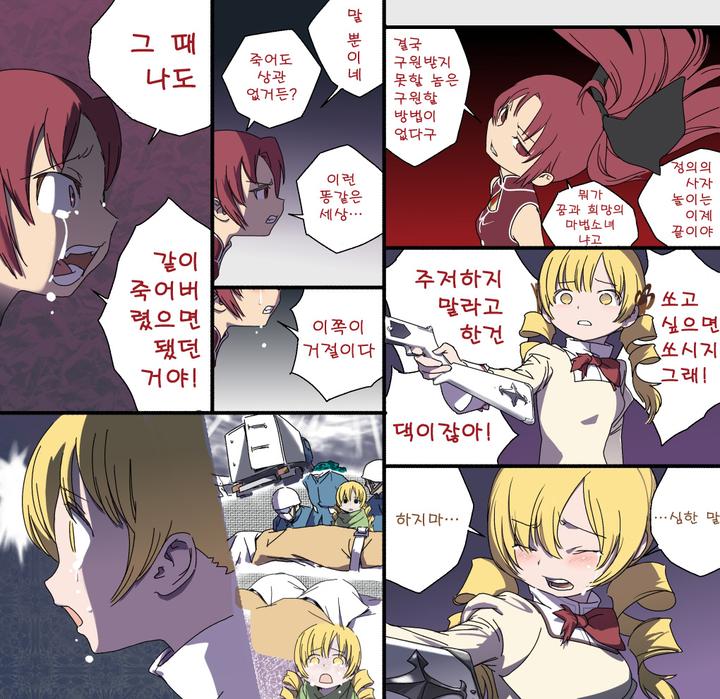 정의의
사자
놀이는
이게
끝이야
뭐가
꿈과 희망의
마법소녀
냐고
결국
구원받지
못할 놈은
구원할
방법이
없다구
쏘고
싶으면
쏘시지
그래!
주저하지
말라고
한건
댁이잖아!
…심한 말
하지마…
말
뿐
이
네
죽어도
상관
없거든?
이런
똥같은
세상…
이쪽이
거절이다
그 때
나도
같이
죽어버
렸으면
됐던
거야!